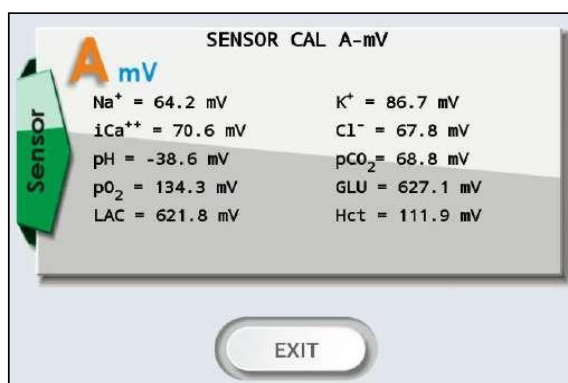 SENSOR CAL A-mV
A mV
Sensor
Na⁺ = 64.2 mV K⁺ = 86.7 mV
iCa⁺⁺ = 70.6 mV Cl⁻ = 67.8 mV
pH = -38.6 mV pCO₂= 68.8 mV
pO₂ = 134.3 mV GLU = 627.1 mV
LAC = 621.8 mV Hct = 111.9 mV
EXIT